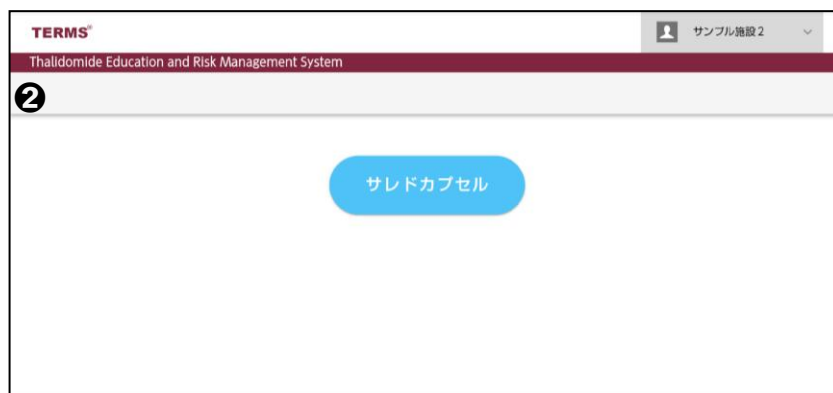 TERMS®
サンプル施設2
Thalidomide Education and Risk Management System
❷
サレドカプセル